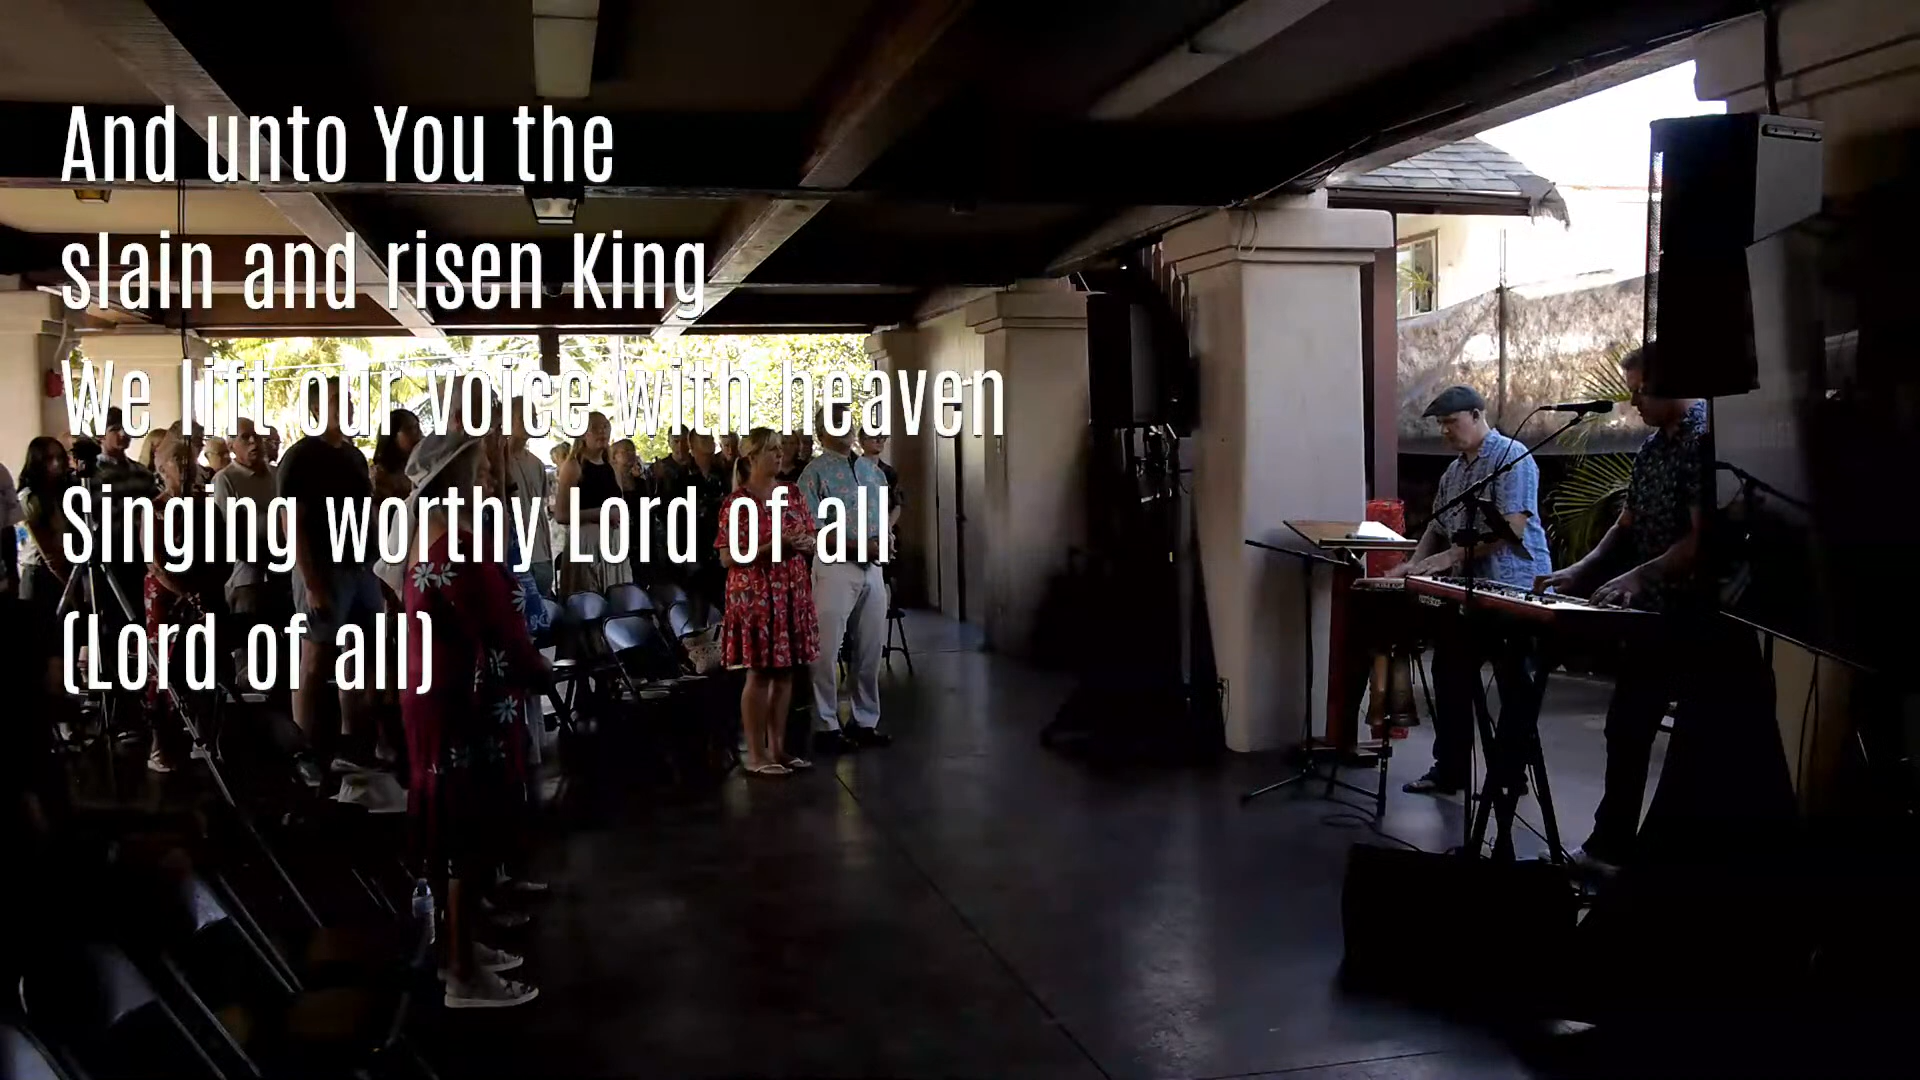 And unto You the
slain and risen King
We lift our voice with heaven
Singing worthy Lord of all
(Lord of all)